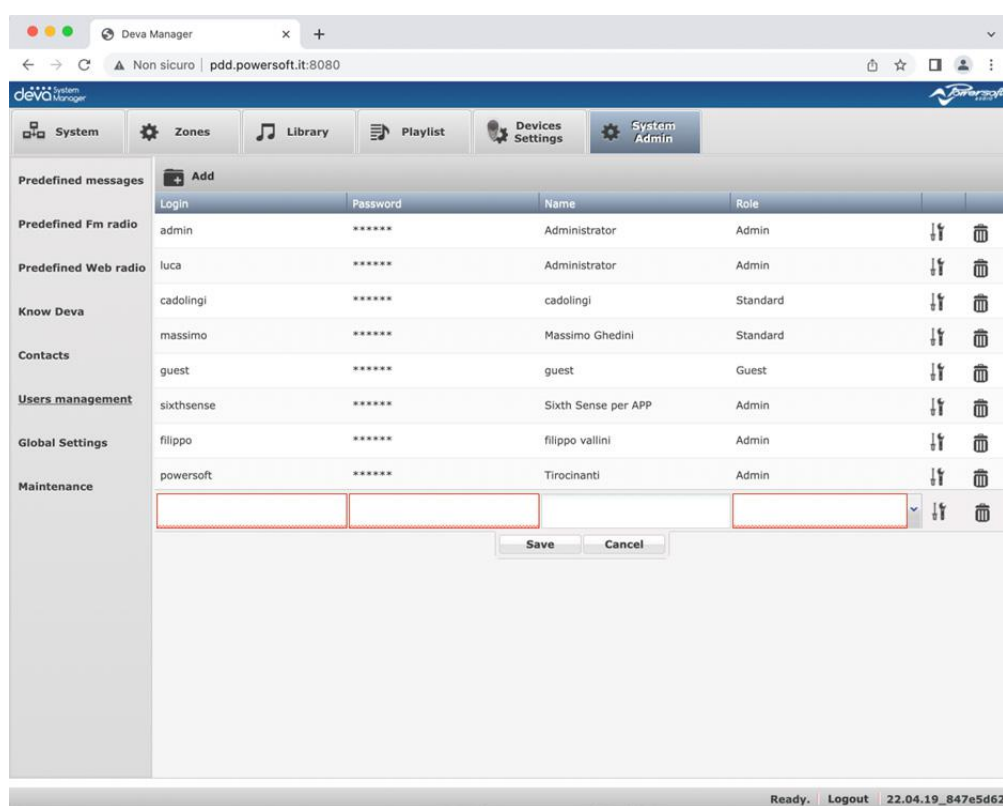 Deva Manager
Non sicuro pdd.powersoft.it:8080
deva System Manager
Powersoft AUDIO
System Zones Library Playlist Devices Settings System Admin
Predefined messages
Predefined Fm radio
Predefined Web radio
Know Deva
Contacts
Users management
Global Settings
Maintenance
Add
Login Password Name Role
admin ****** Administrator Admin
luca ****** Administrator Admin
cadolingi ****** cadolingi Standard
massimo ****** Massimo Ghedini Standard
guest ****** guest Guest
sixthsense ****** Sixth Sense per APP Admin
filippo ****** filippo vallini Admin
powersoft ****** Tirocinanti Admin
Save Cancel
Ready. Logout 22.04.19_847e5d62